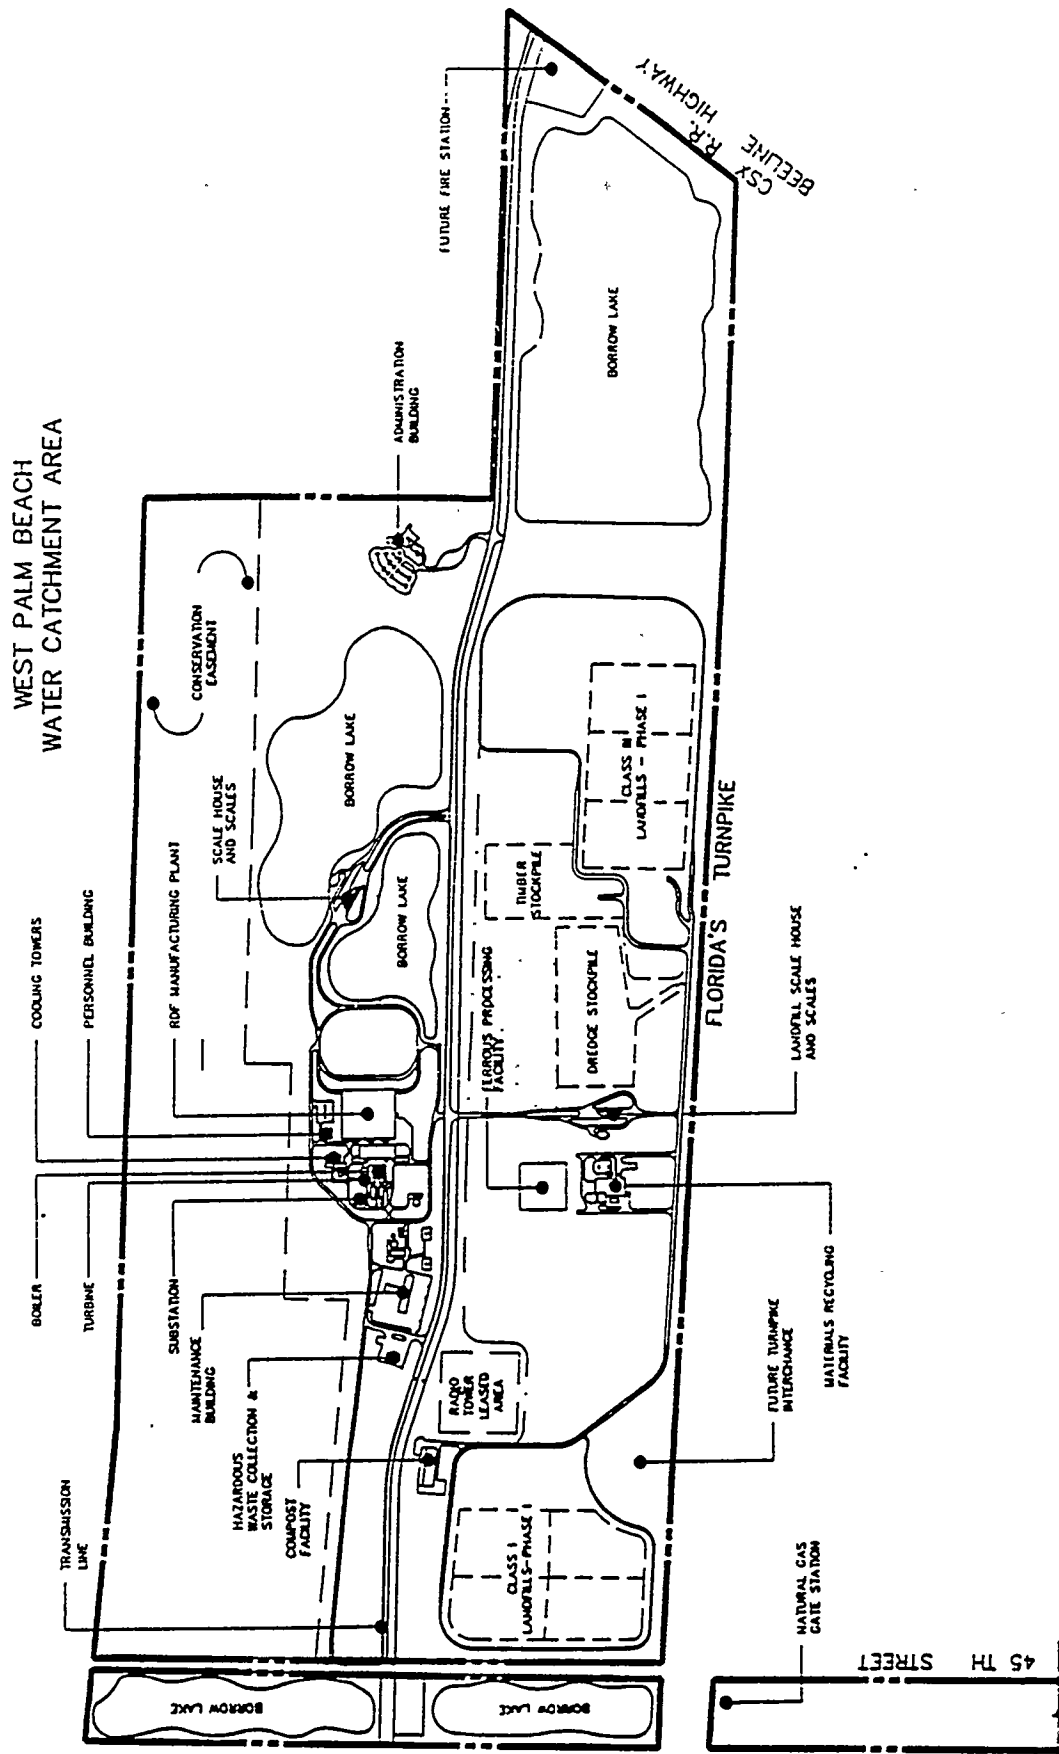 WEST PALM BEACH
WATER CATCHMENT AREA
FUTURE FIRE STATION
CSX R.R.
BEELINE HIGHWAY
BORROW LAKE
ADMINISTRATION
BUILDING
CONSERVATION
EASEMENT
BORROW LAKE
SCALE HOUSE
AND SCALES
BORROW LAKE
COOLING TOWERS
PERSONNEL BUILDING
RDF MANUFACTURING PLANT
CLASS III
LANDFILLS - PHASE I
TIMBER
STOCKPILE
DREDGE STOCKPILE
FERROUS PROCESSING
FACILITY
FLORIDA'S TURNPIKE
LANDFILL SCALE HOUSE
AND SCALES
BOILER
TURBINE
SUBSTATION
MAINTENANCE
BUILDING
HAZARDOUS
WASTE COLLECTION &
STORAGE
COMPOST
FACILITY
TRANSMISSION
LINE
RADIO
TOWER
LEASED
AREA
MATERIALS RECYCLING
FACILITY
FUTURE TURNPIKE
INTERCHANGE
CLASS I
LANDFILLS-PHASE I
NATURAL GAS
GATE STATION
BORROW LAKE
BORROW LAKE
45 TH STREET